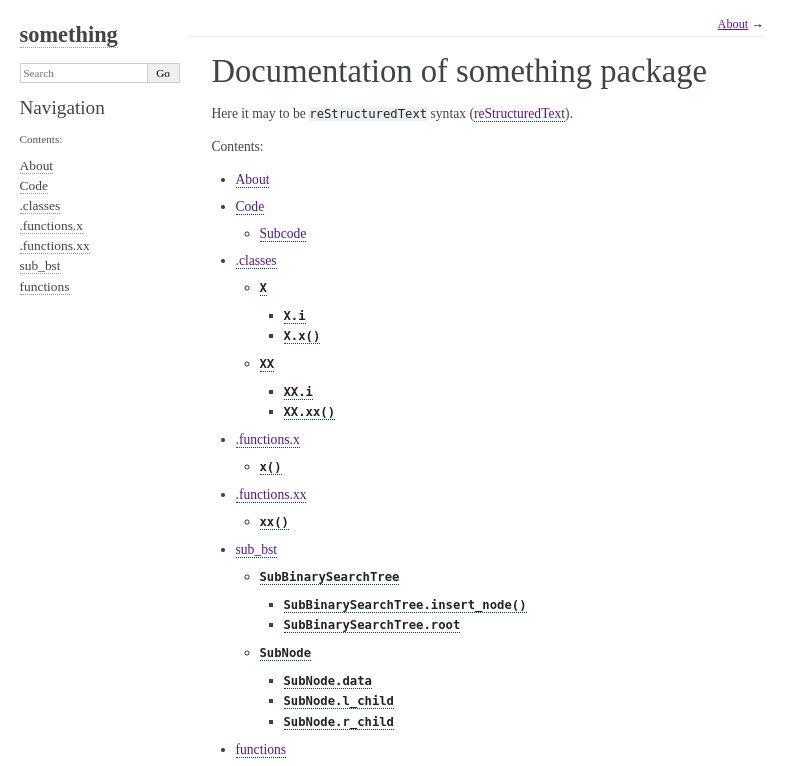 something
Search Go
Navigation
Contents:
About
Code
.classes
.functions.x
.functions.xx
sub_bst
functions
About →
Documentation of something package
Here it may to be reStructuredText syntax (reStructuredText).
Contents:
About
Code
Subcode
.classes
X
X.i
X.x()
XX
XX.i
XX.xx()
.functions.x
x()
.functions.xx
xx()
sub_bst
SubBinarySearchTree
SubBinarySearchTree.insert_node()
SubBinarySearchTree.root
SubNode
SubNode.data
SubNode.l_child
SubNode.r_child
functions